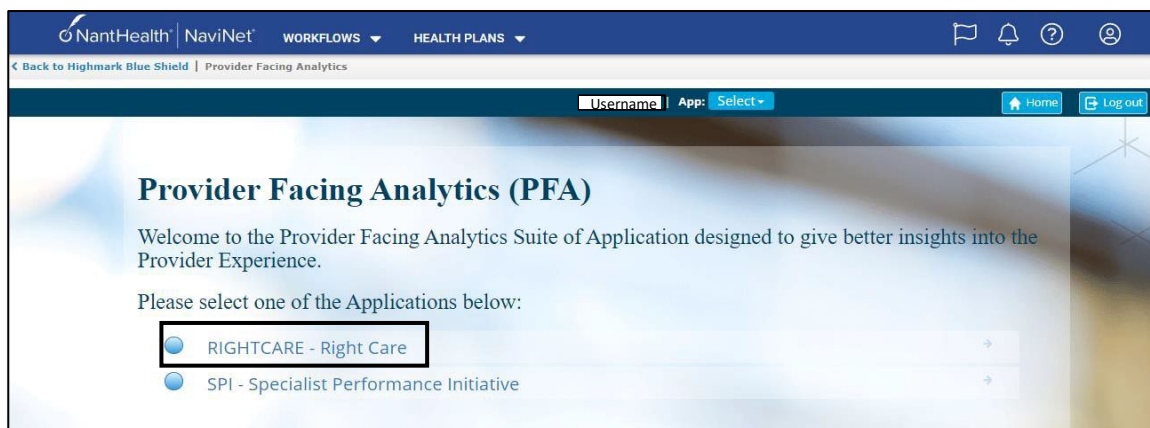 NantHealth® | NaviNet® WORKFLOWS HEALTH PLANS
Back to Highmark Blue Shield | Provider Facing Analytics
Username | App: Select Home Log out
Provider Facing Analytics (PFA)
Welcome to the Provider Facing Analytics Suite of Application designed to give better insights into the
Provider Experience.
Please select one of the Applications below:
RIGHTCARE - Right Care
SPI - Specialist Performance Initiative